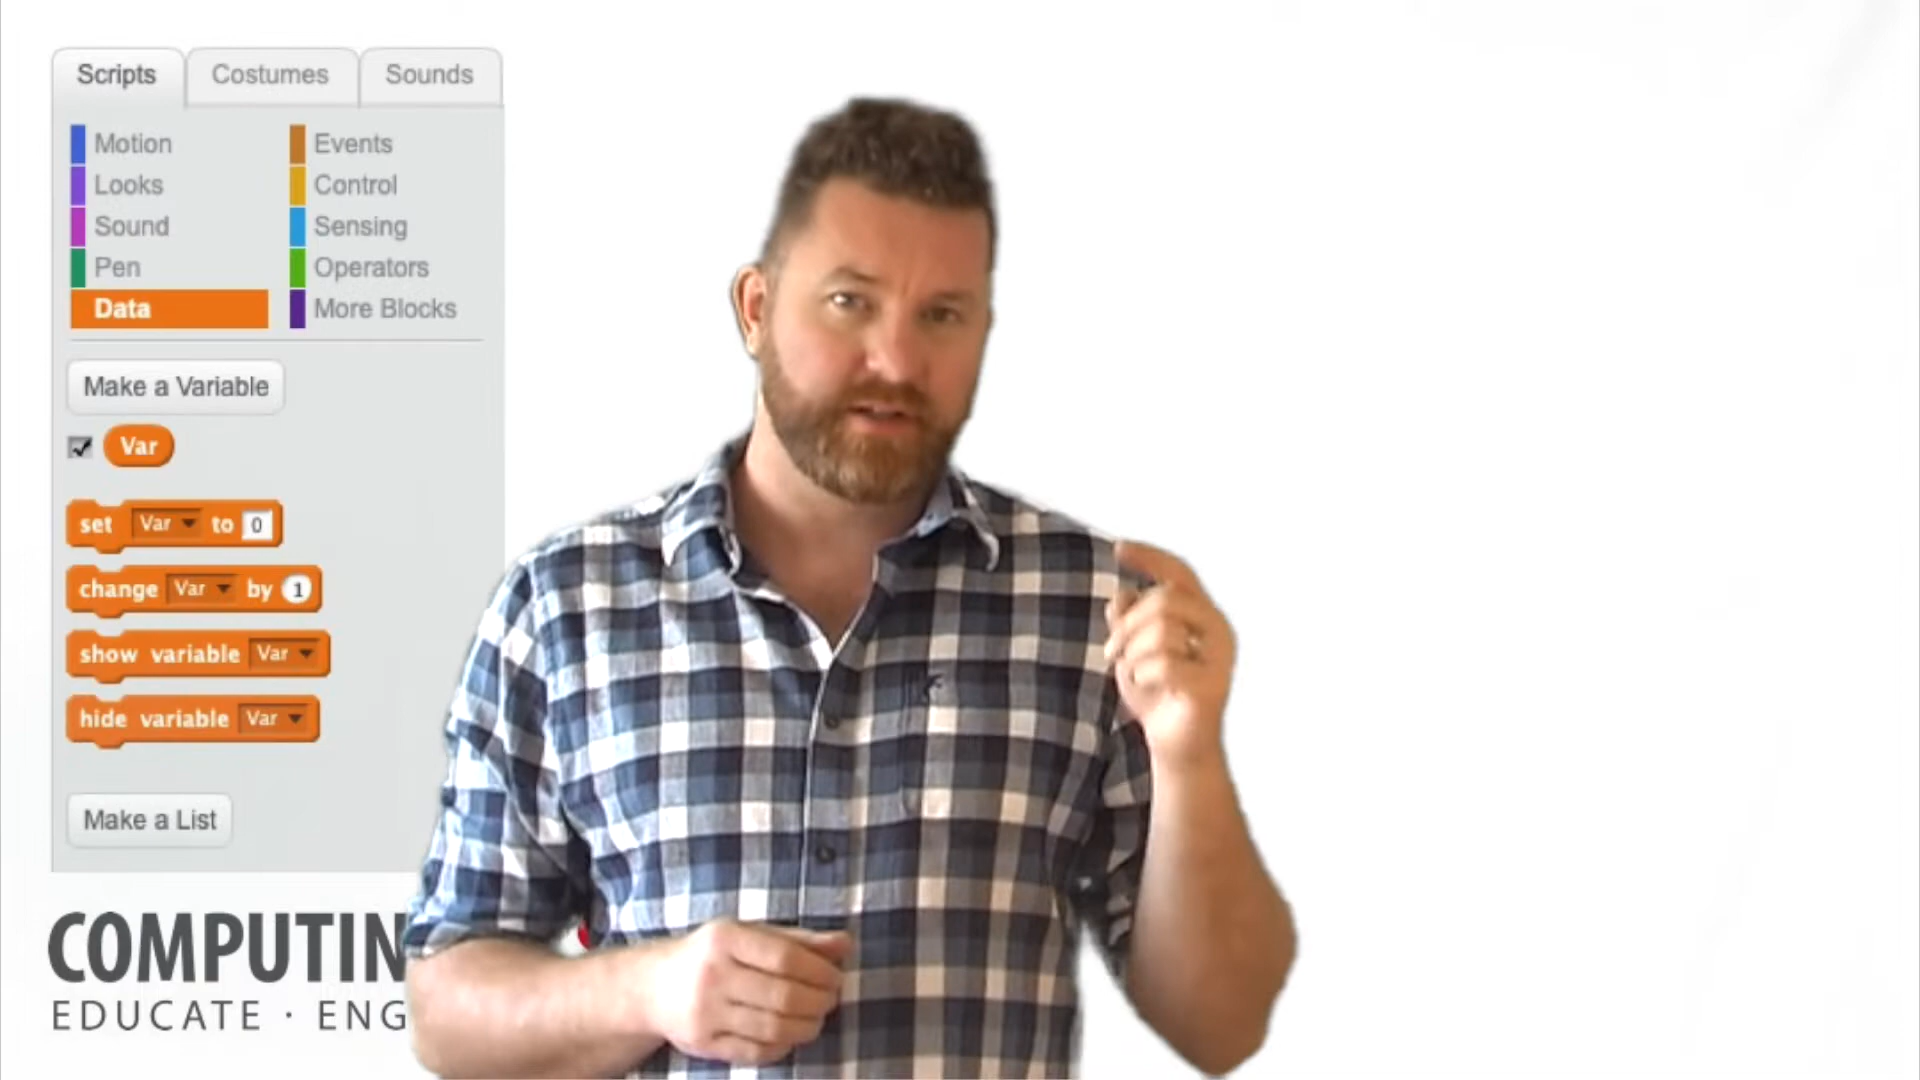 Scripts Costumes Sounds
Motion Events
Looks Control
Sound Sensing
Pen Operators
Data More Blocks
Make a Variable
Var
set Var to 0
change Var by 1
show variable Var
hide variable Var
Make a List
COMPUTIN
EDUCATE · ENG